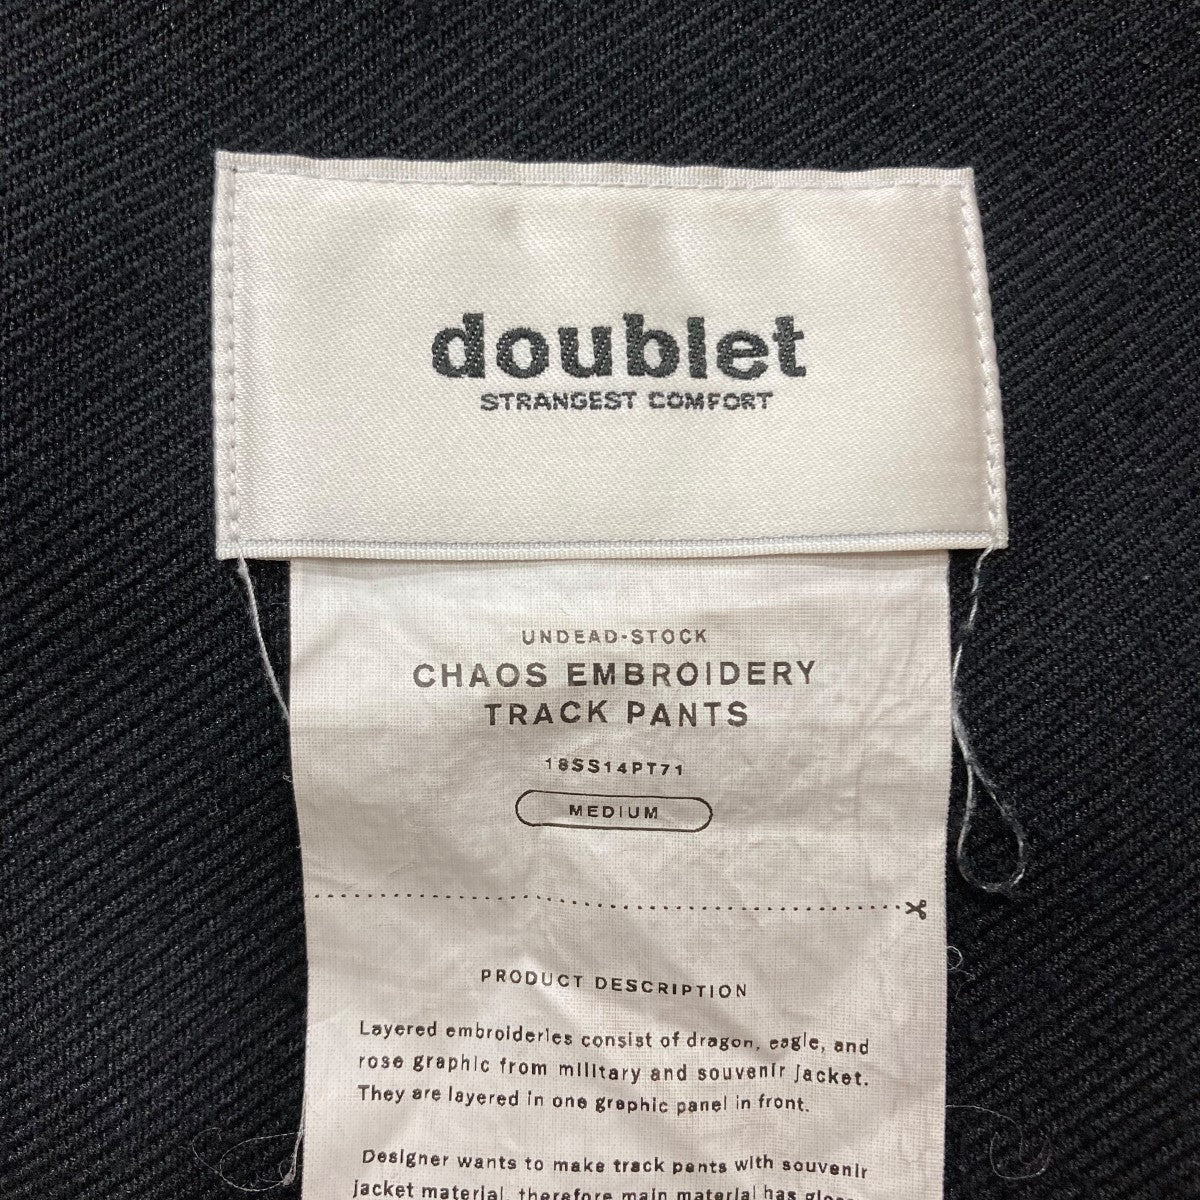 doublet
STRANGEST COMFORT
UNDEAD-STOCK
CHAOS EMBROIDERY
TRACK PANTS
18SS14PT71
MEDIUM
PRODUCT DESCRIPTION
Layered embroideries consist of dragon, eagle, and
rose graphic from military and souvenir jacket.
They are layered in one graphic panel in front.
Designer wants to make track pants with souvenir
jacket material, therefore main material has